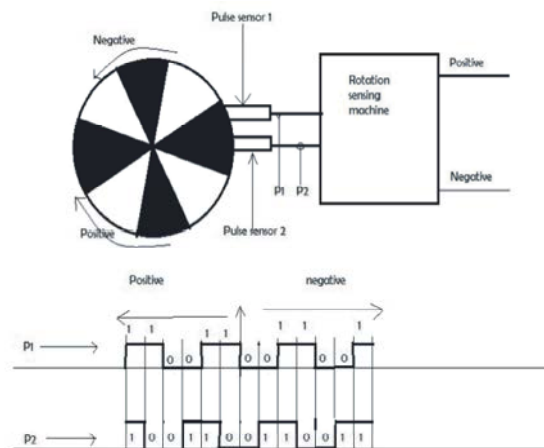 Pulse sensor 1
Negative
Positive
Rotation
sensing
machine
P1
P2
Negative
Positive
Pulse sensor 2
Positive
negative
1 1 1 1 1 1 1
P1
0 0 0 0 0 0
P2
1 0 0 1 1 0 0 1 1 0 0 1 1